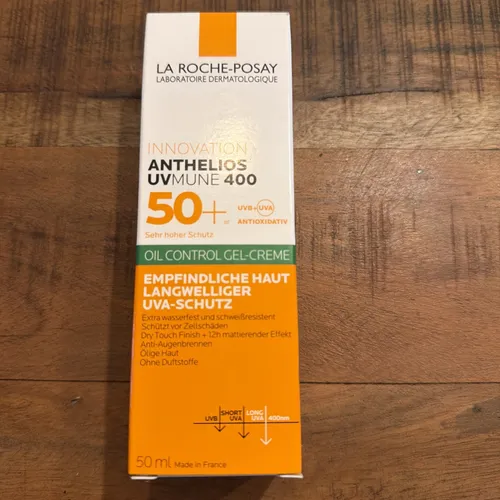 LA ROCHE-POSAY
LABORATOIRE DERMATOLOGIQUE
INNOVATION
ANTHELIOS
UVMUNE 400
50+
UVB+UVA
ANTIOXIDATIV
Sehr hoher Schutz
OIL CONTROL GEL-CREME
EMPFINDLICHE HAUT
LANGWELLIGER
UVA-SCHUTZ
Extra wasserfest und schweißresistent
Schützt vor Zellschäden
Dry Touch Finish + 12h mattierender Effekt
Anti-Augenbrennen
Ölige Haut
Ohne Duftstoffe
UVB
SHORT UVA
LONG UVA
400nm
50 ml Made in France